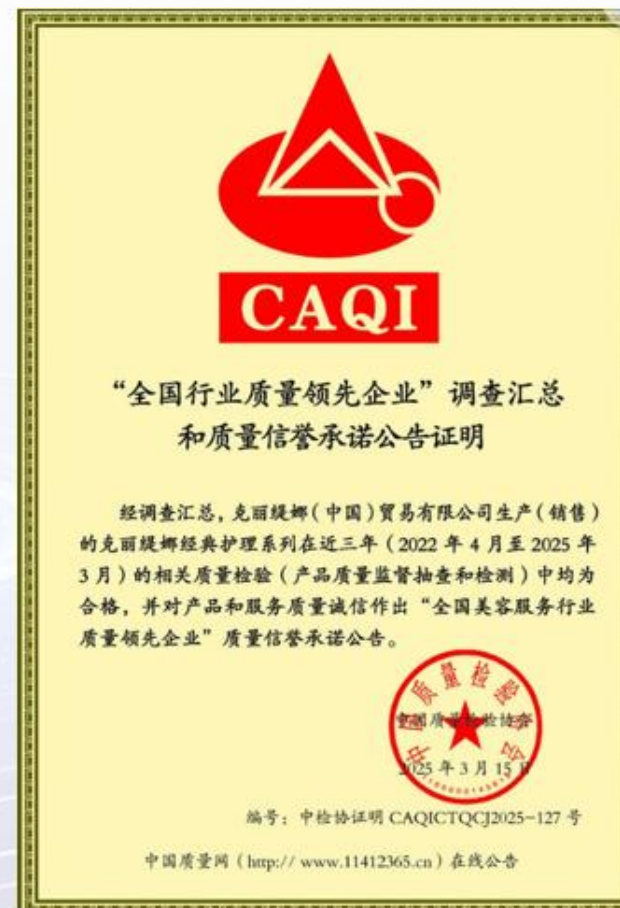 CAQI
“全国行业质量领先企业”调查汇总
和质量信誉承诺公告证明
经调查汇总，克丽缇娜（中国）贸易有限公司生产（销售）
的克丽缇娜经典护理系列在近三年（2022 年 4 月至 2025 年
3 月）的相关质量检验（产品质量监督抽查和检测）中均为
合格，并对产品和服务质量诚信作出“全国美容服务行业
质量领先企业”质量信誉承诺公告。
中国质量检验协会
中国质量检验协会
2025 年 3 月 15 日
编号：中检协证明 CAQICTQCJ2025-127 号
中国质量网（http:// www.11412365.cn）在线公告